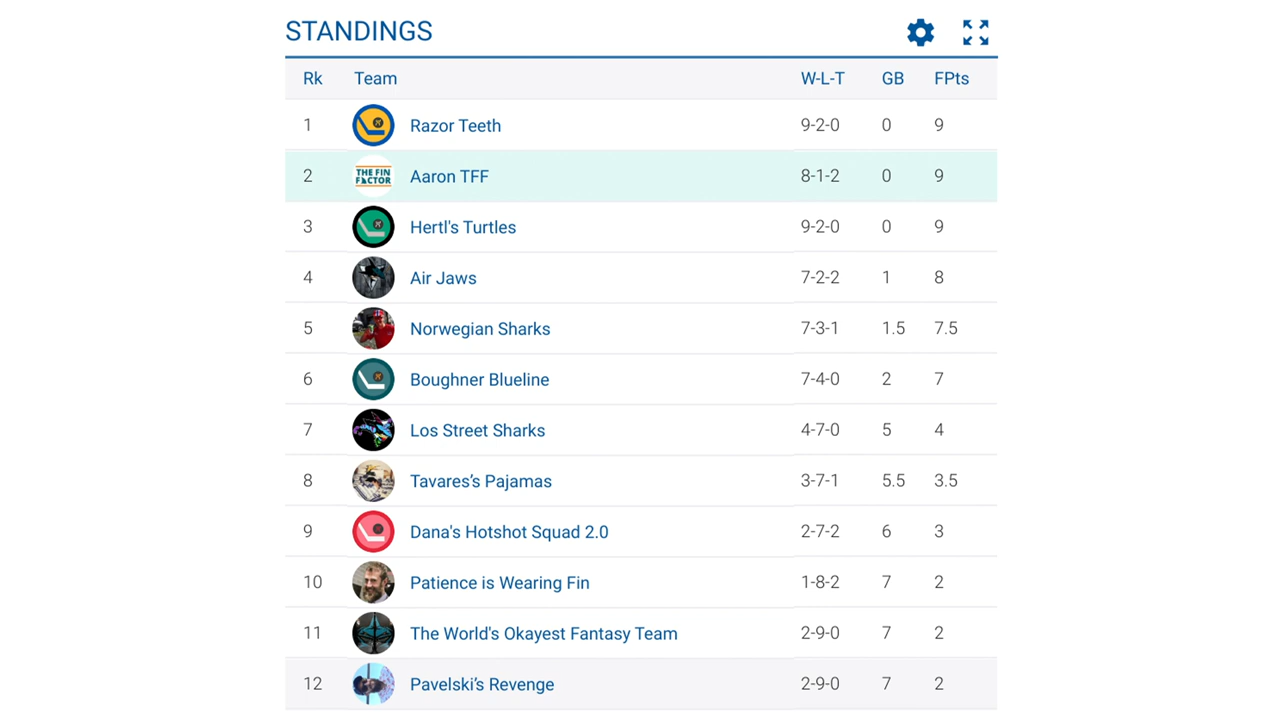 STANDINGS
Rk Team W-L-T GB FPts
1 Razor Teeth 9-2-0 0 9
2 THE FIN FACTOR Aaron TFF 8-1-2 0 9
3 Hertl's Turtles 9-2-0 0 9
4 Air Jaws 7-2-2 1 8
5 Norwegian Sharks 7-3-1 1.5 7.5
6 Boughner Blueline 7-4-0 2 7
7 Los Street Sharks 4-7-0 5 4
8 Tavares’s Pajamas 3-7-1 5.5 3.5
9 Dana's Hotshot Squad 2.0 2-7-2 6 3
10 Patience is Wearing Fin 1-8-2 7 2
11 The World's Okayest Fantasy Team 2-9-0 7 2
12 Pavelski’s Revenge 2-9-0 7 2